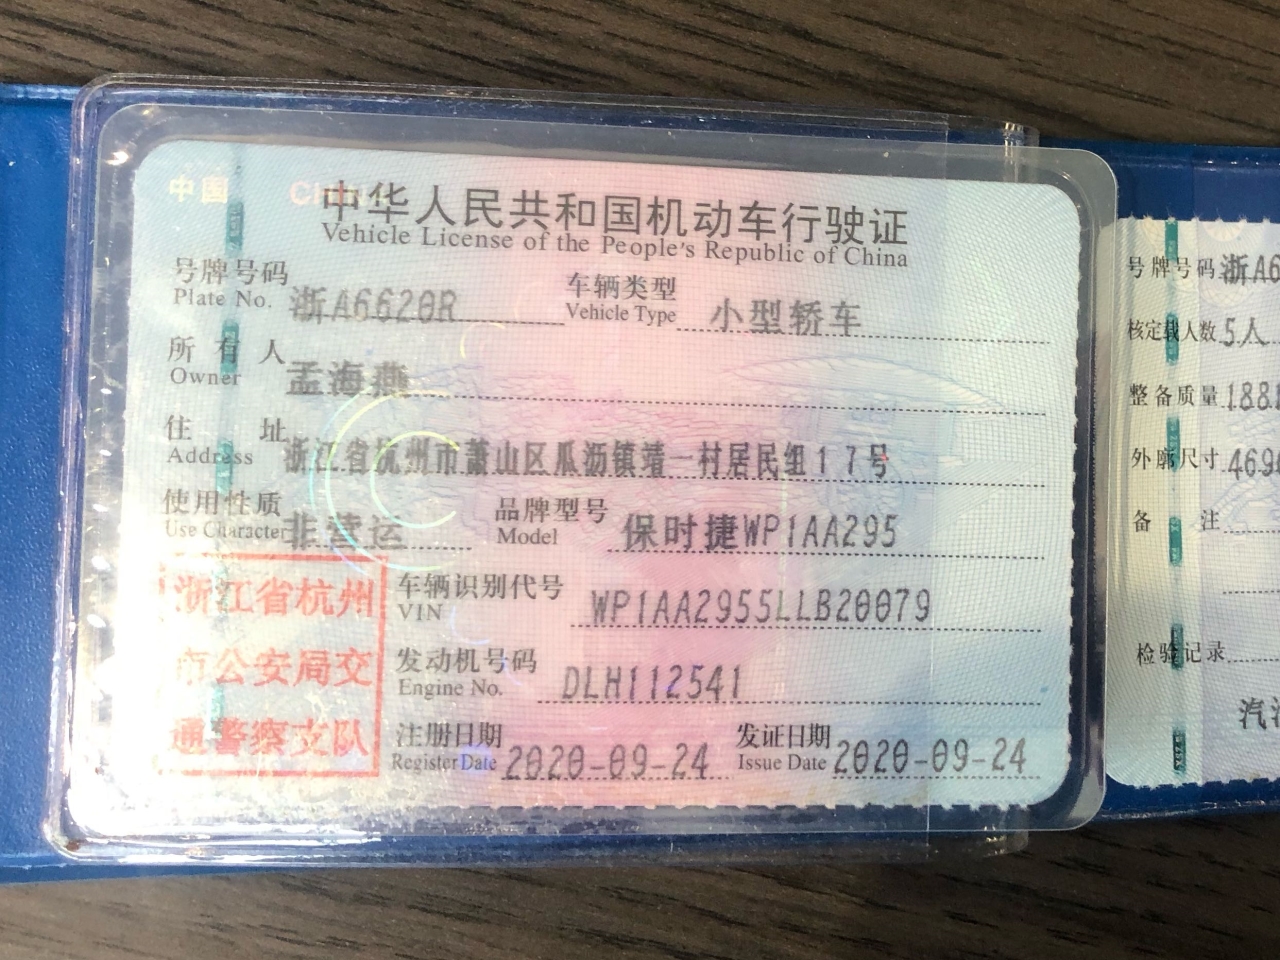 中国 China
中华人民共和国机动车行驶证
Vehicle License of the People's Republic of China
号牌号码 浙A6620R 车辆类型 小型轿车
Plate No. Vehicle Type
所有人 孟海燕
Owner
住址 浙江省杭州市萧山区瓜沥镇靖一村居民组17号
Address
使用性质 非营运 品牌型号 保时捷WP1AA295
Use Character Model
浙江省杭州
市公安局交
通警察支队
车辆识别代号 WP1AA2955LLB20079
VIN
发动机号码 DLH112541
Engine No.
注册日期 2020-09-24 发证日期 2020-09-24
Register Date Issue Date
号牌号码 浙A6
核定载人数 5人
整备质量 188
外廓尺寸 469
备注
检验记录
汽